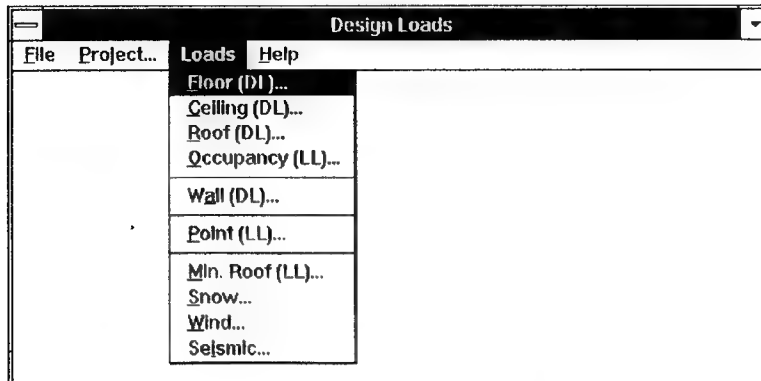 Design Loads
File Project... Loads Help
Floor (DL)...
Ceiling (DL)...
Roof (DL)...
Occupancy (LL)...
Wall (DL)...
Point (LL)...
Min. Roof (LL)...
Snow...
Wind...
Seismic...